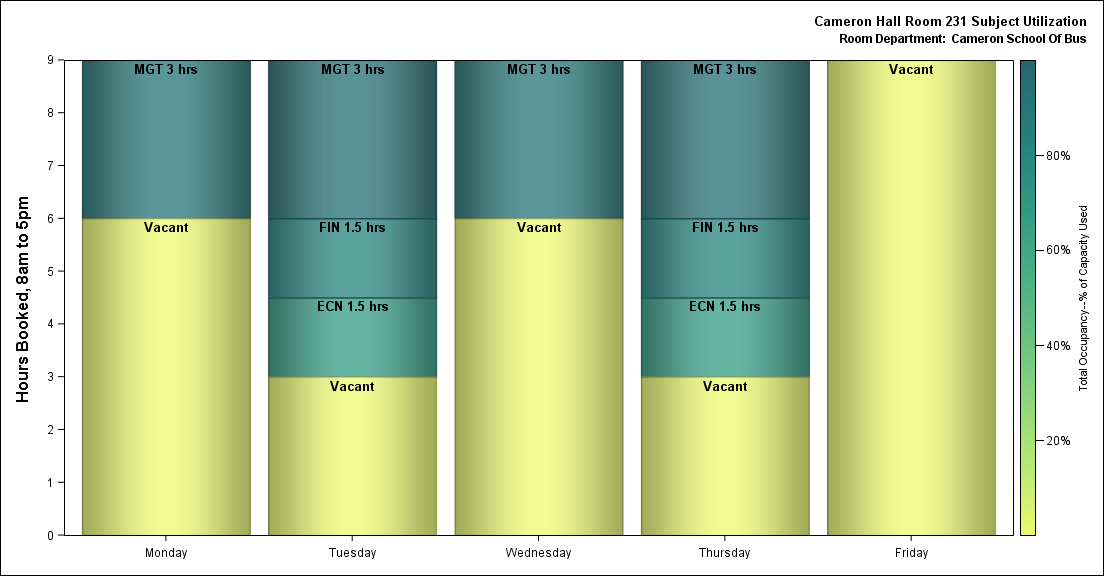 Cameron Hall Room 231 Subject Utilization
Room Department:  Cameron School Of Bus
Hours Booked, 8am to 5pm
9
8
7
6
5
4
3
2
1
0
MGT 3 hrs
Vacant
MGT 3 hrs
FIN 1.5 hrs
ECN 1.5 hrs
Vacant
MGT 3 hrs
Vacant
MGT 3 hrs
FIN 1.5 hrs
ECN 1.5 hrs
Vacant
Vacant
Monday
Tuesday
Wednesday
Thursday
Friday
80%
60%
40%
20%
Total Occupancy--% of Capacity Used